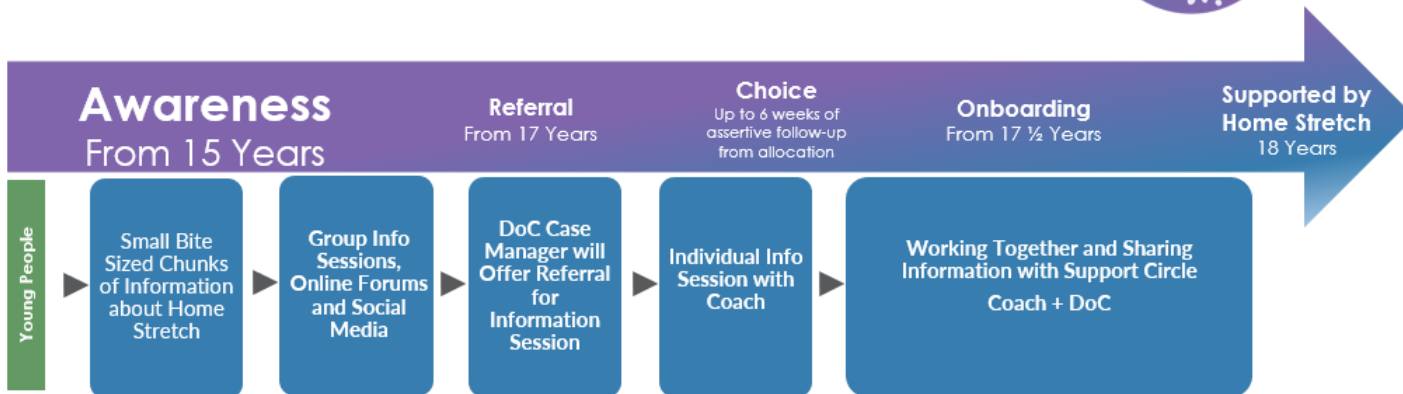 Awareness
From 15 Years
Referral
From 17 Years
Choice
Up to 6 weeks of
assertive follow-up
from allocation
Onboarding
From 17 ½ Years
Supported by
Home Stretch
18 Years
Young People
Small Bite
Sized Chunks
of Information
about Home
Stretch
Group Info
Sessions,
Online Forums
and Social
Media
DoC Case
Manager will
Offer Referral
for
Information
Session
Individual Info
Session with
Coach
Working Together and Sharing
Information with Support Circle
Coach + DoC